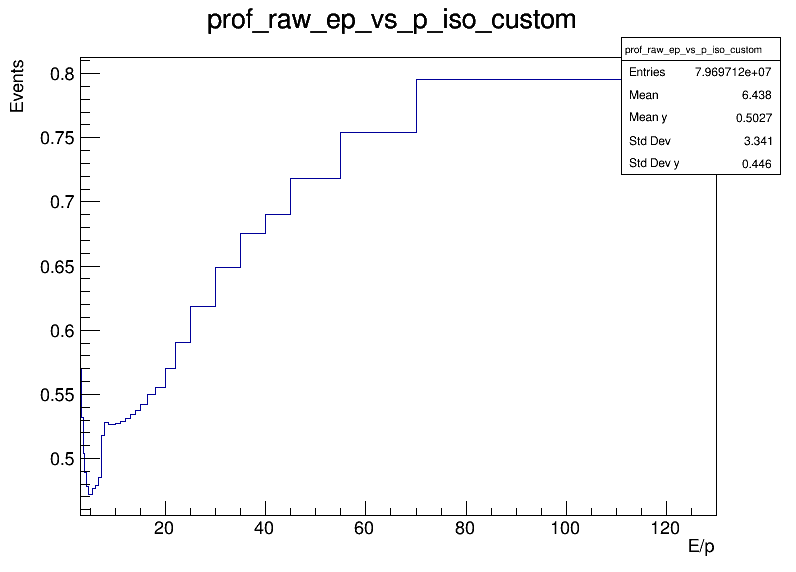 prof_raw_ep_vs_p_iso_custom
prof_raw_ep_vs_p_iso_custom
Entries 7.969712e+07
Mean 6.438
Mean y 0.5027
Std Dev 3.341
Std Dev y 0.446
Events
0.8
0.75
0.7
0.65
0.6
0.55
0.5
20 40 60 80 100 120
E/p